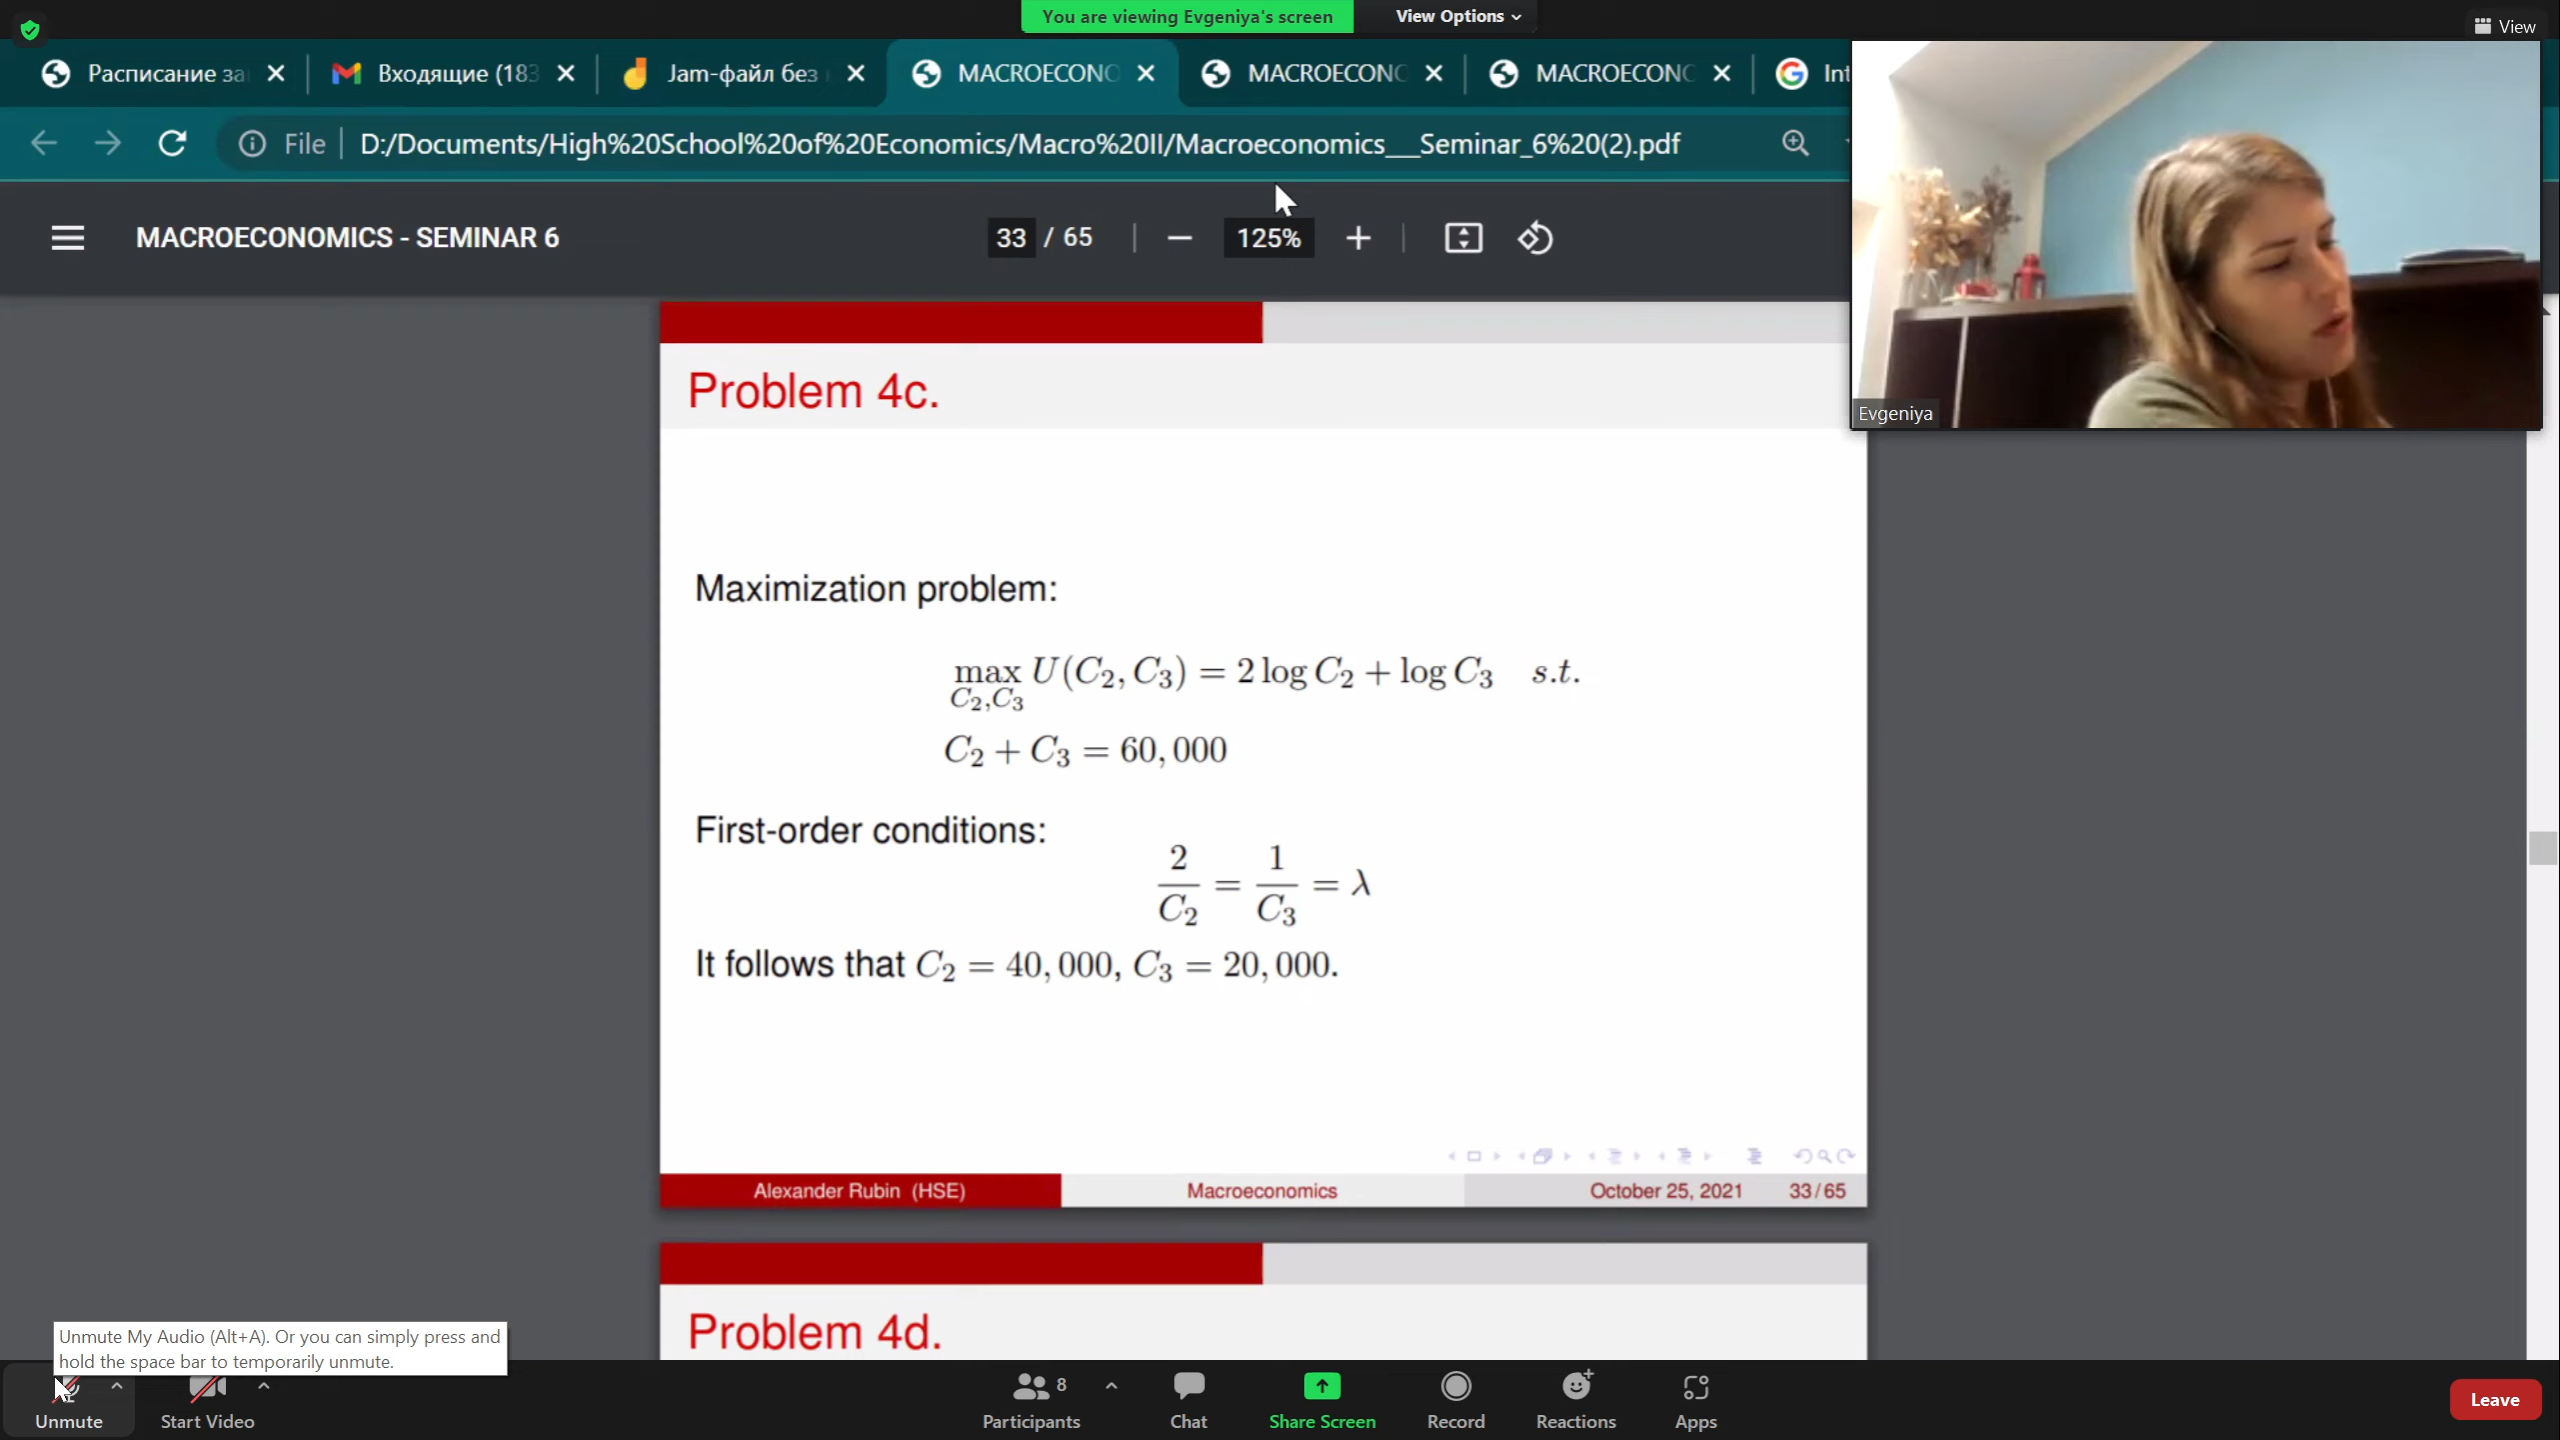 You are viewing Evgeniya's screen
View Options
View
Расписание за
Входящие (183
Jam-файл без
MACROECONO
MACROECONO
MACROECONO
Int
File
D:/Documents/High%20School%20of%20Economics/Macro%20II/Macroeconomics___Seminar_6%20(2).pdf
MACROECONOMICS - SEMINAR 6
33 / 65
125%
Evgeniya
Problem 4c.
Maximization problem:
max U(C₂, C₃) = 2 log C₂ + log C₃ s.t.
C₂,C₃
C₂ + C₃ = 60,000
First-order conditions:
2/C₂ = 1/C₃ = λ
It follows that C₂ = 40,000, C₃ = 20,000.
Alexander Rubin (HSE)
Macroeconomics
October 25, 2021
33/65
Problem 4d.
Unmute My Audio (Alt+A). Or you can simply press and
hold the space bar to temporarily unmute.
Unmute
Start Video
8
Participants
Chat
Share Screen
Record
Reactions
Apps
Leave